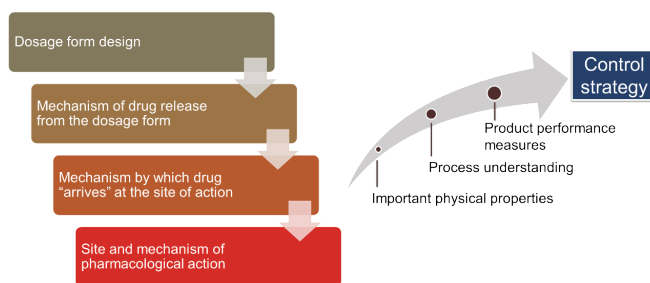 Dosage form design
Mechanism of drug release
from the dosage form
Mechanism by which drug
“arrives” at the site of action
Site and mechanism of
pharmacological action
Control
strategy
Product performance
measures
Process understanding
Important physical properties